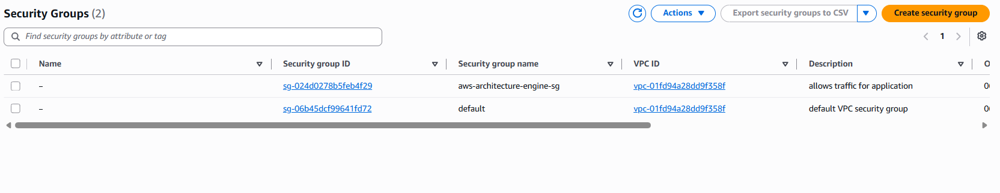 Security Groups (2)
Actions
Export security groups to CSV
Create security group
Find security groups by attribute or tag
1
Name Security group ID Security group name VPC ID Description
– sg-024d0278b5feb4f29 aws-architecture-engine-sg vpc-01fd94a28dd9f358f allows traffic for application
– sg-06b45dcf99641fd72 default vpc-01fd94a28dd9f358f default VPC security group